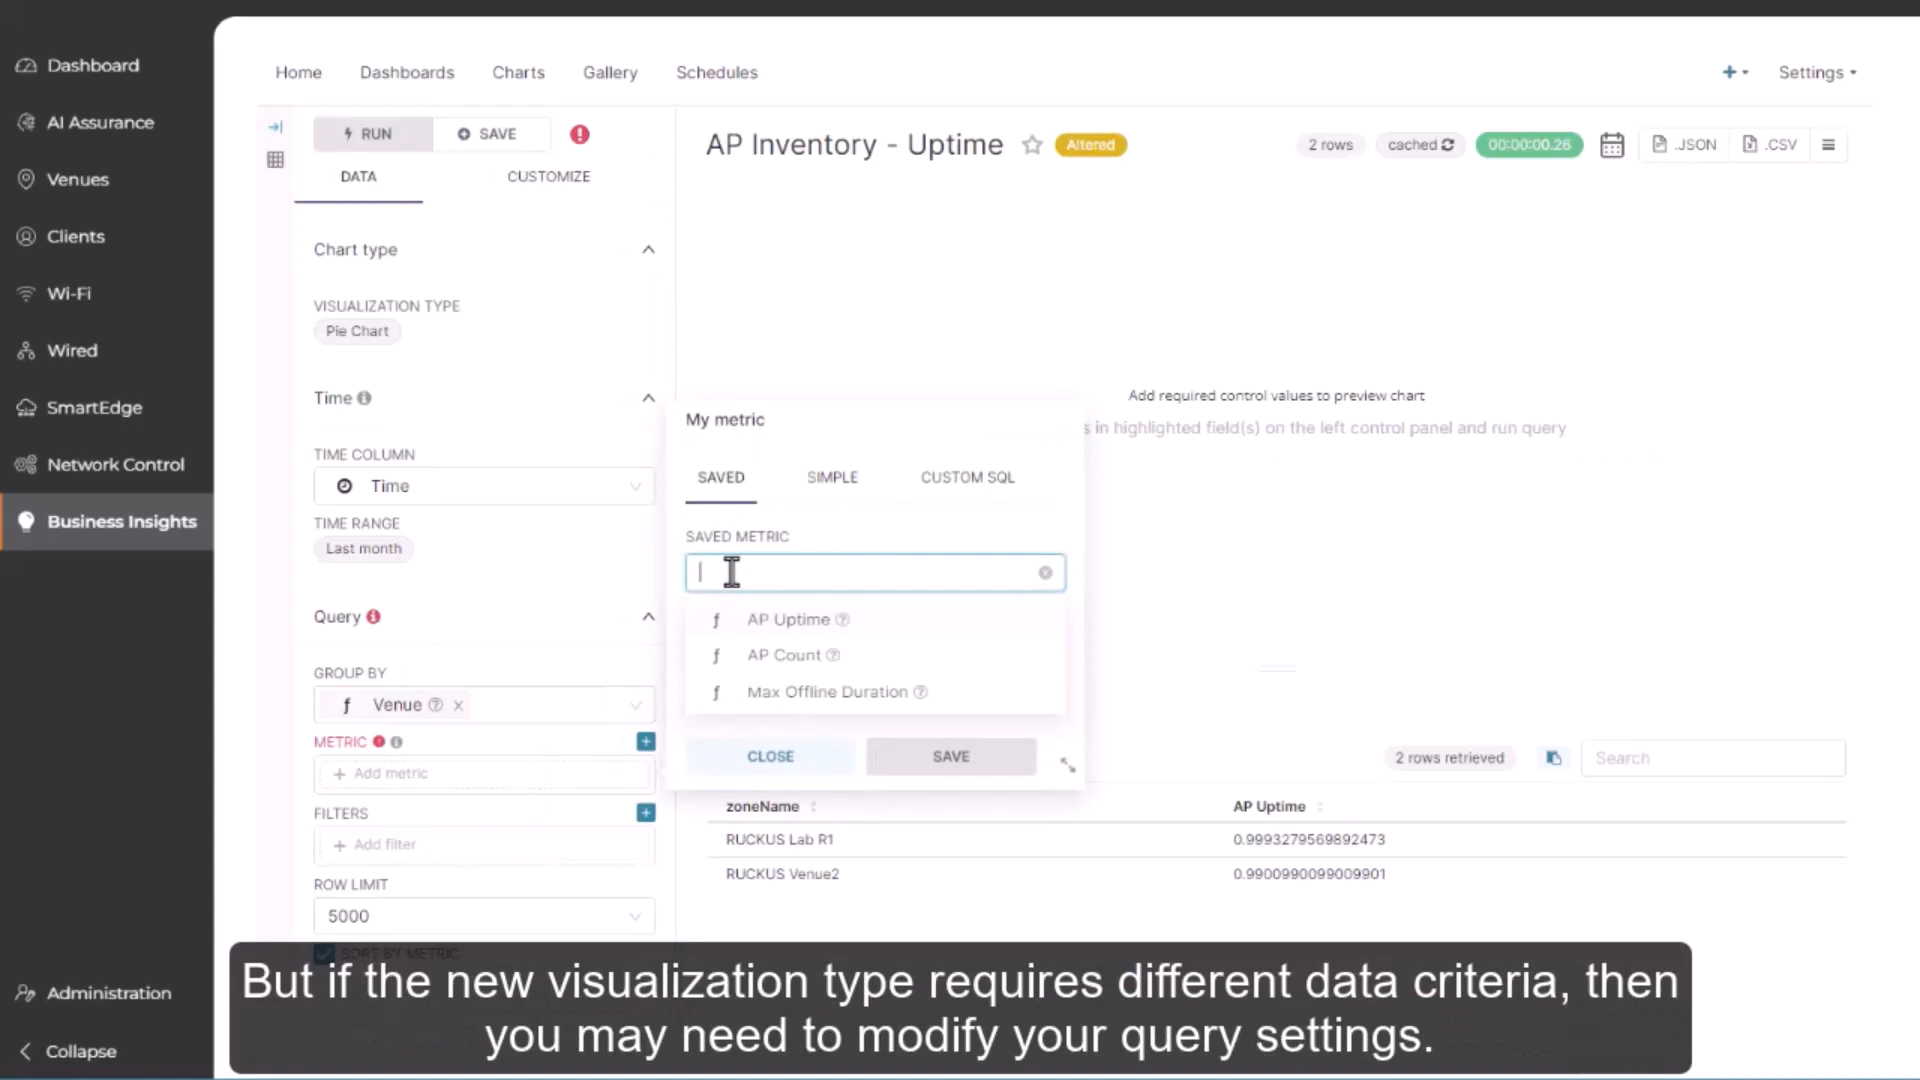 Dashboard
AI Assurance
Venues
Clients
Wi-Fi
Wired
SmartEdge
Network Control
Business Insights
Administration
Collapse
Home Dashboards Charts Gallery Schedules
Settings
RUN SAVE
DATA CUSTOMIZE
Chart type
VISUALIZATION TYPE
Pie Chart
Time
TIME COLUMN
Time
TIME RANGE
Last month
Query
GROUP BY
f Venue
METRIC
+ Add metric
FILTERS
+ Add filter
ROW LIMIT
5000
SORT BY METRIC
AP Inventory - Uptime Altered 2 rows cached 00:00:00.26 .JSON .CSV
Add required control values to preview chart
s in highlighted field(s) on the left control panel and run query
My metric
SAVED SIMPLE CUSTOM SQL
SAVED METRIC
f AP Uptime
f AP Count
f Max Offline Duration
CLOSE SAVE
2 rows retrieved Search
zoneName AP Uptime
RUCKUS Lab R1 0.9993279569892473
RUCKUS Venue2 0.9900990099009901
But if the new visualization type requires different data criteria, then
you may need to modify your query settings.